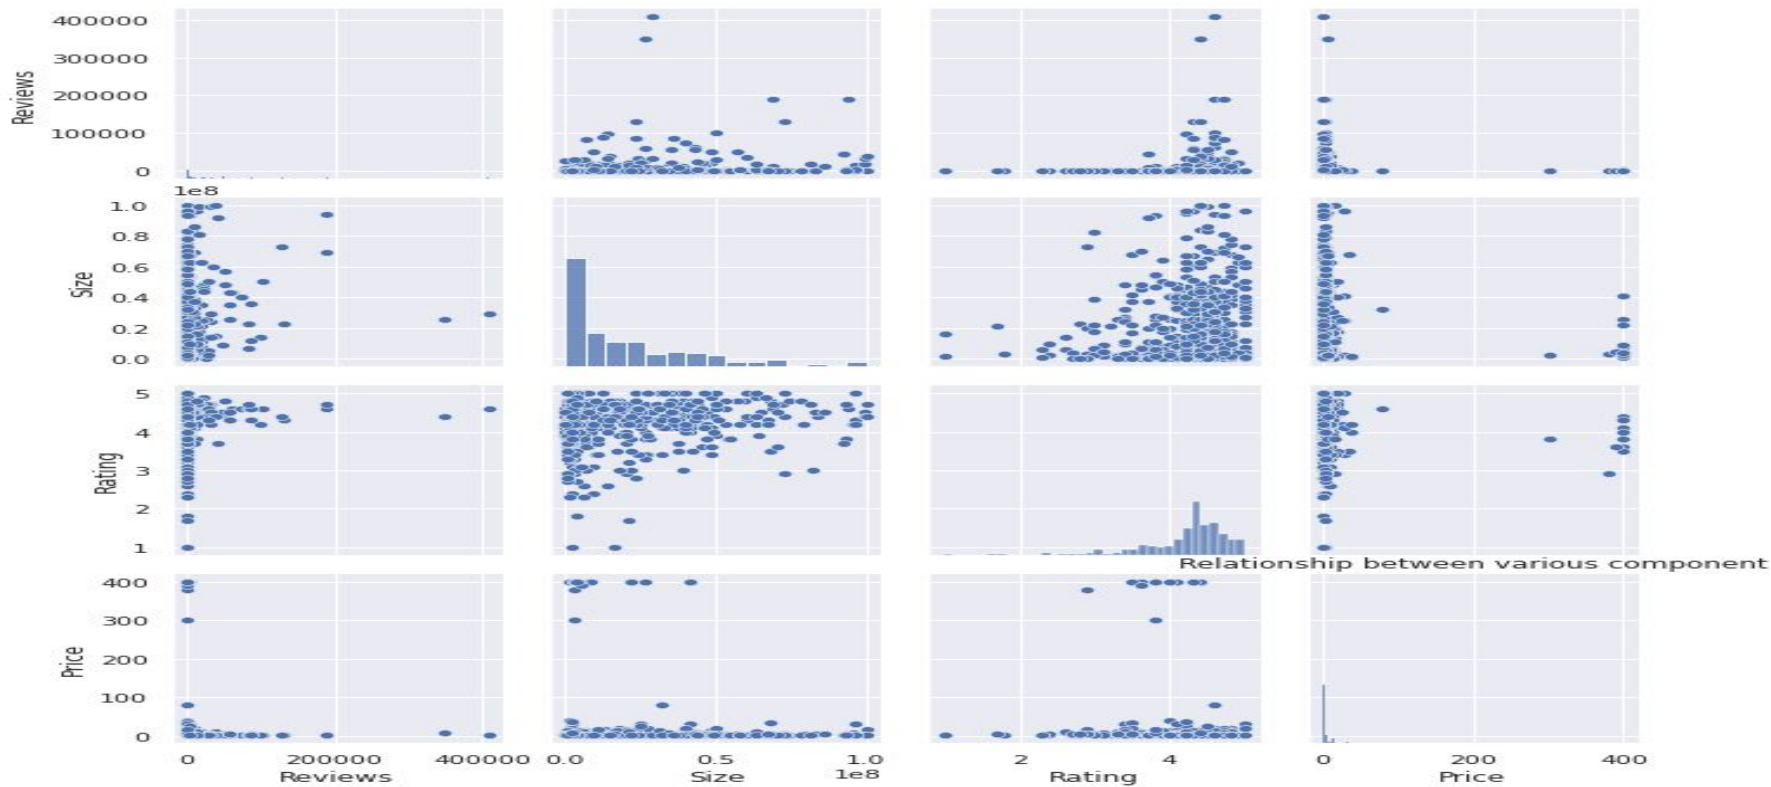 400000
300000
Reviews
200000
100000
0
1e8
1.0
0.8
Size
0.6
0.4
0.2
0.0
5
4
Rating
3
2
1
Relationship between various component
400
300
Price
200
100
0
0 200000 400000 0.0 0.5 1.0 2 4 0 200 400
Reviews Size 1e8 Rating Price